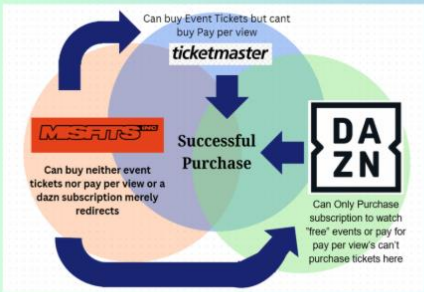 Can buy Event Tickets but cant
buy Pay per view
ticketmaster
MISFITS INC
Successful
Purchase
DA
ZN
Can buy neither event
tickets nor pay per view or a
dazn subscription merely
redirects
Can Only Purchase
subscription to watch
"free" events or pay for
pay per view's can't
purchase tickets here